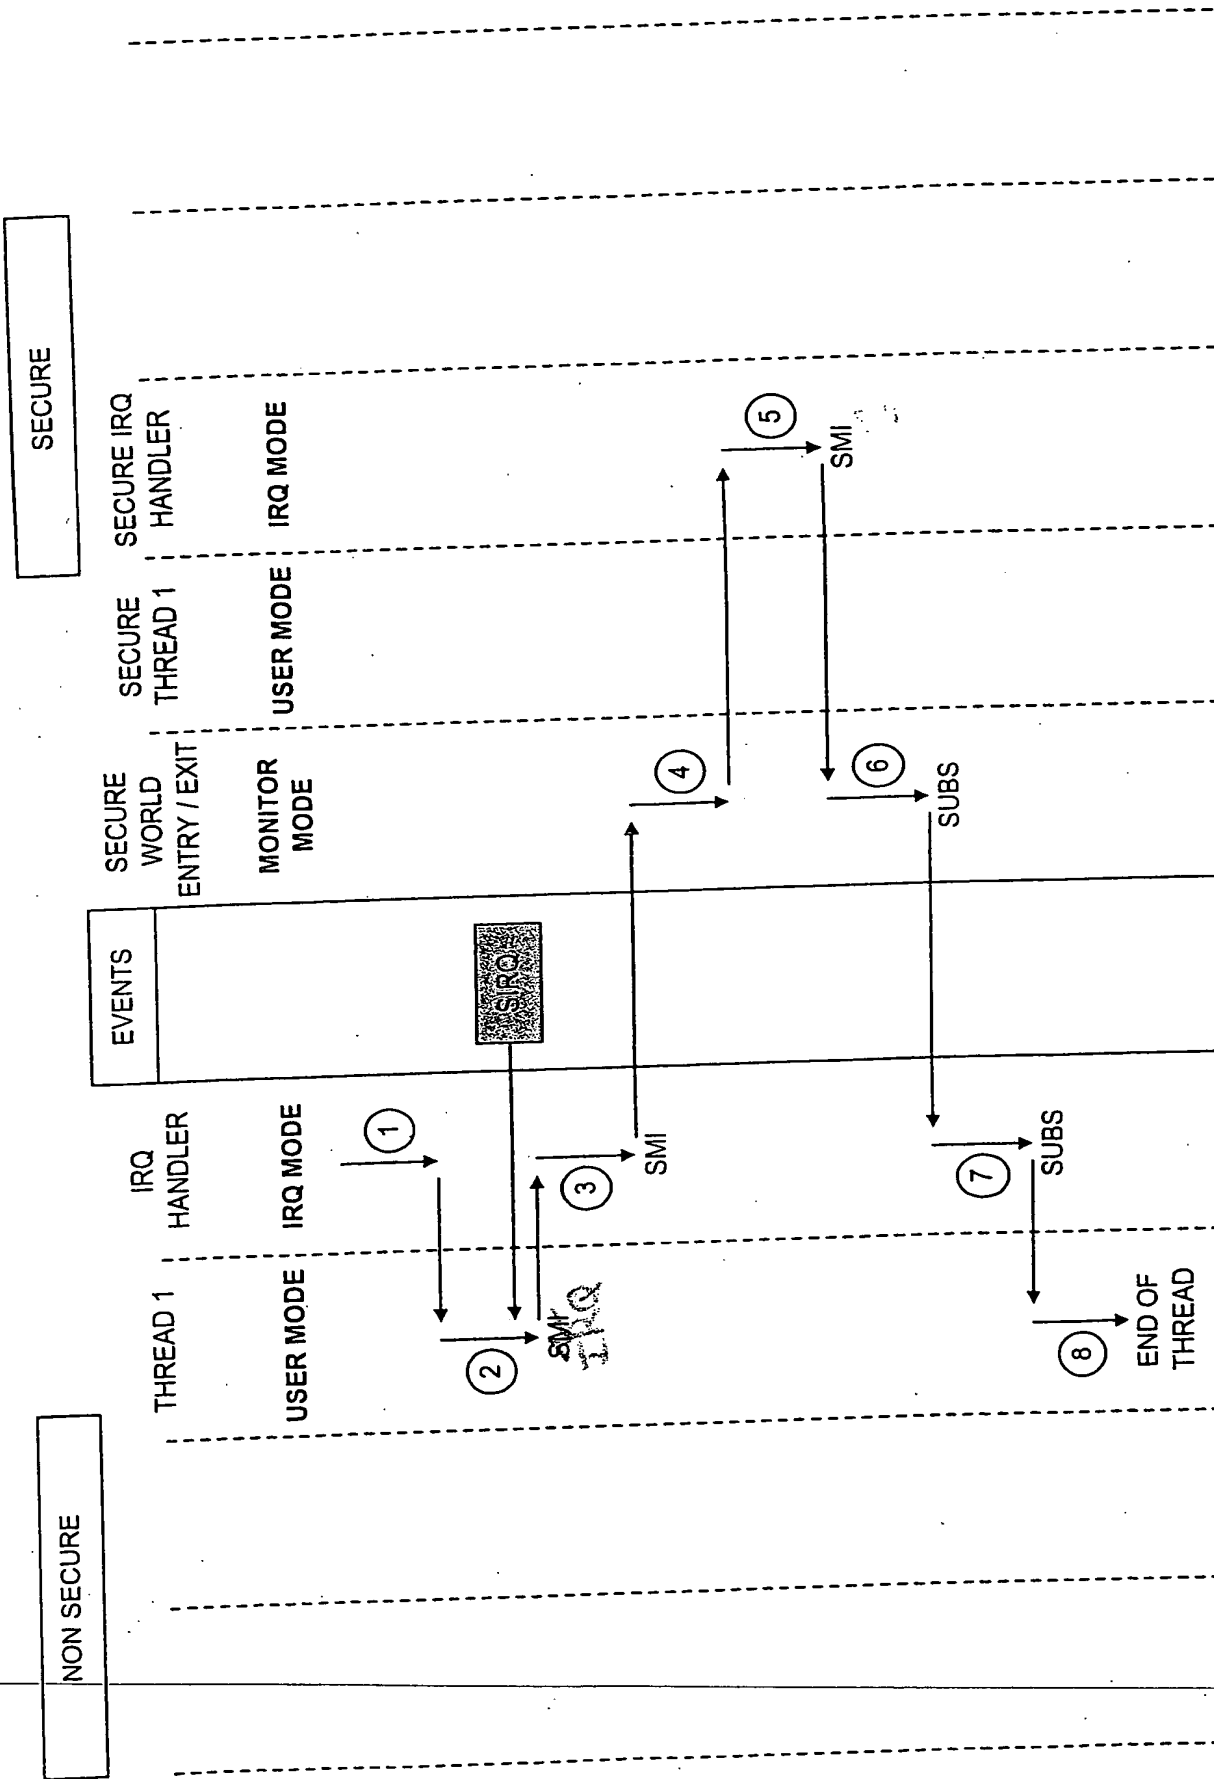 NON SECURE
SECURE
THREAD 1
IRQ
HANDLER
EVENTS
SECURE
WORLD
ENTRY / EXIT
SECURE
THREAD 1
SECURE IRQ
HANDLER
USER MODE
IRQ MODE
MONITOR
MODE
USER MODE
IRQ MODE
1
SIRQ
2
SMI
IRQ
3
SMI
4
5
SMI
6
SUBS
7
SUBS
8
END OF
THREAD